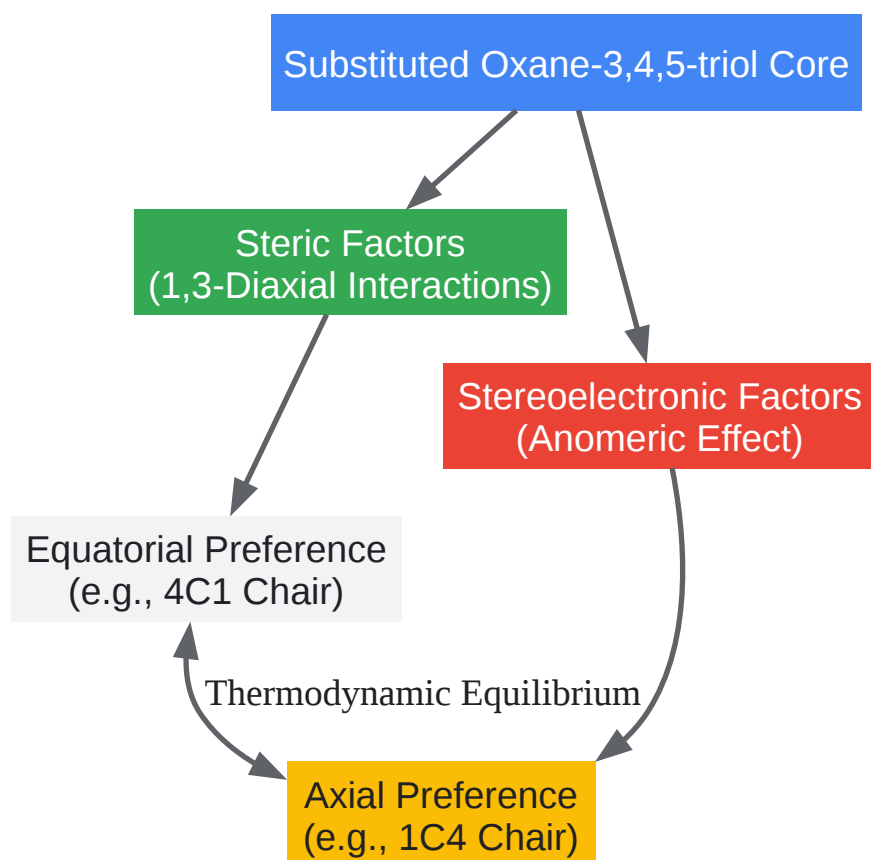 Substituted Oxane-3,4,5-triol Core
Steric Factors
(1,3-Diaxial Interactions)
Stereoelectronic Factors
(Anomeric Effect)
Equatorial Preference
(e.g., 4C1 Chair)
Thermodynamic Equilibrium
Axial Preference
(e.g., 1C4 Chair)